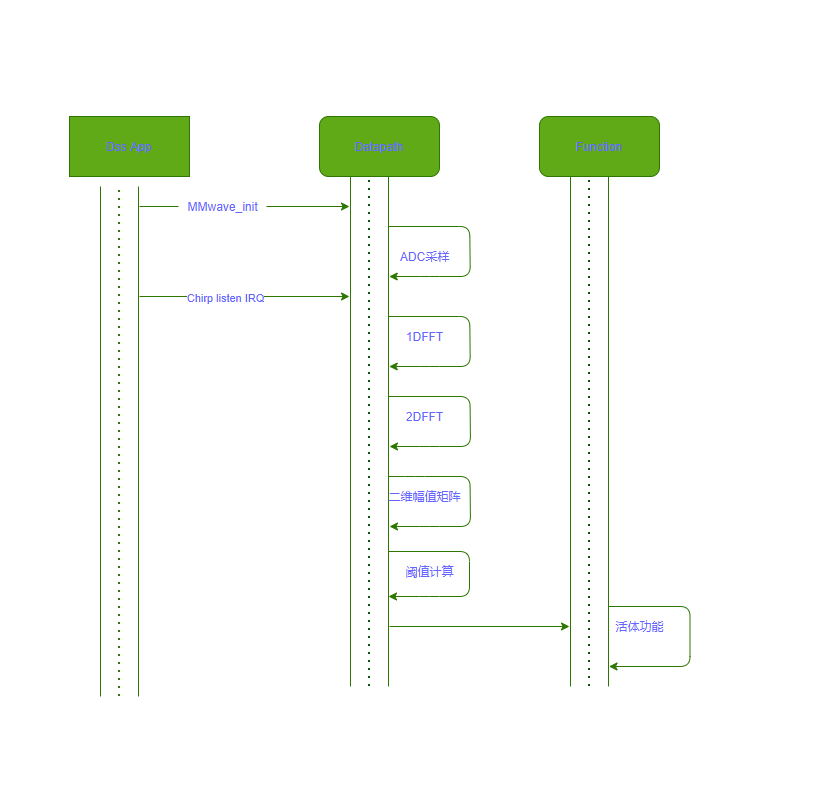 Dss App
Datapath
Function
MMwave_init
ADC采样
Chirp listen IRQ
1DFFT
2DFFT
二维幅值矩阵
阈值计算
活体功能